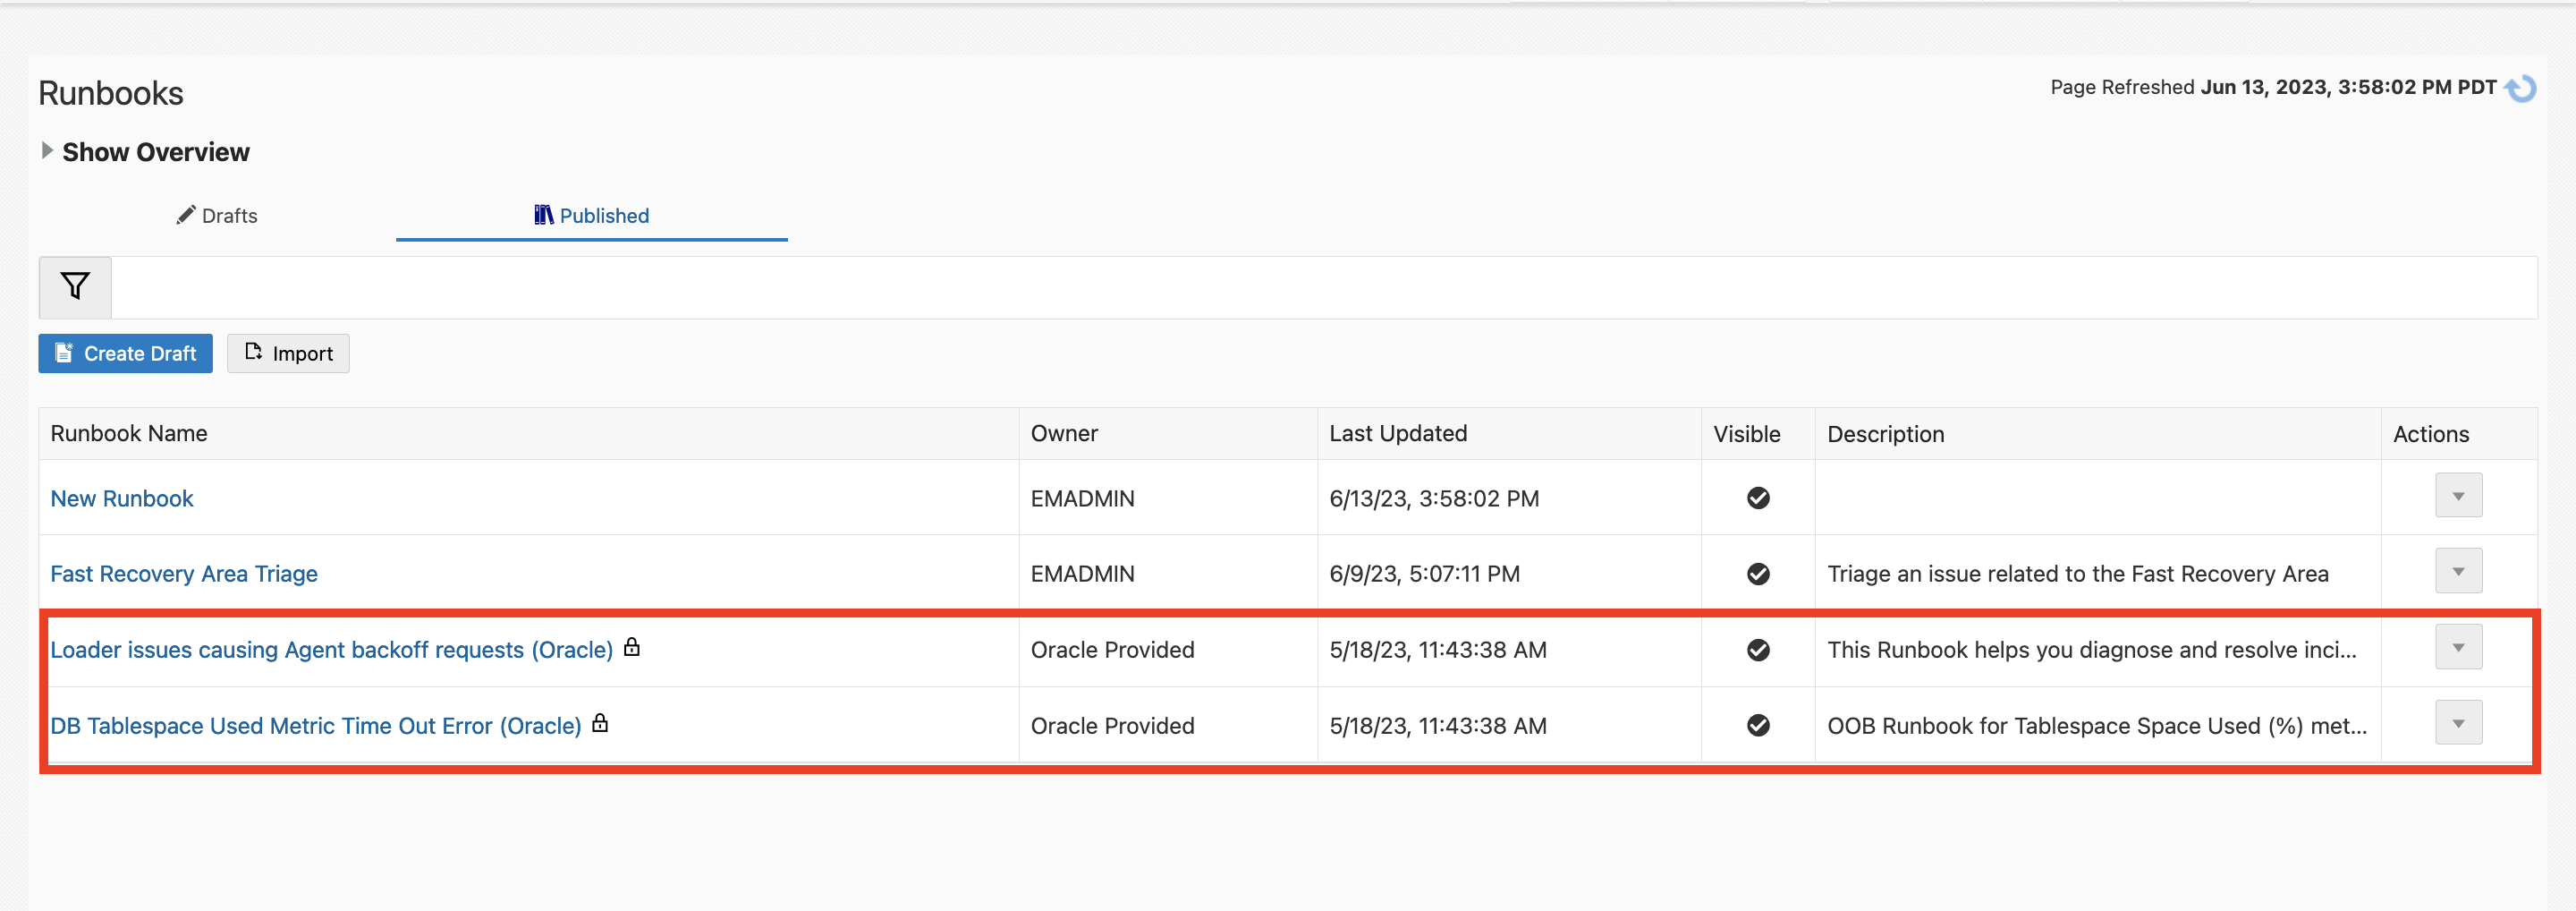 Runbooks
Page Refreshed Jun 13, 2023, 3:58:02 PM PDT
Show Overview
Drafts
Published
Create Draft
Import
Runbook Name Owner Last Updated Visible Description Actions
New Runbook EMADMIN 6/13/23, 3:58:02 PM
Fast Recovery Area Triage EMADMIN 6/9/23, 5:07:11 PM Triage an issue related to the Fast Recovery Area
Loader issues causing Agent backoff requests (Oracle) Oracle Provided 5/18/23, 11:43:38 AM This Runbook helps you diagnose and resolve inci...
DB Tablespace Used Metric Time Out Error (Oracle) Oracle Provided 5/18/23, 11:43:38 AM OOB Runbook for Tablespace Space Used (%) met...